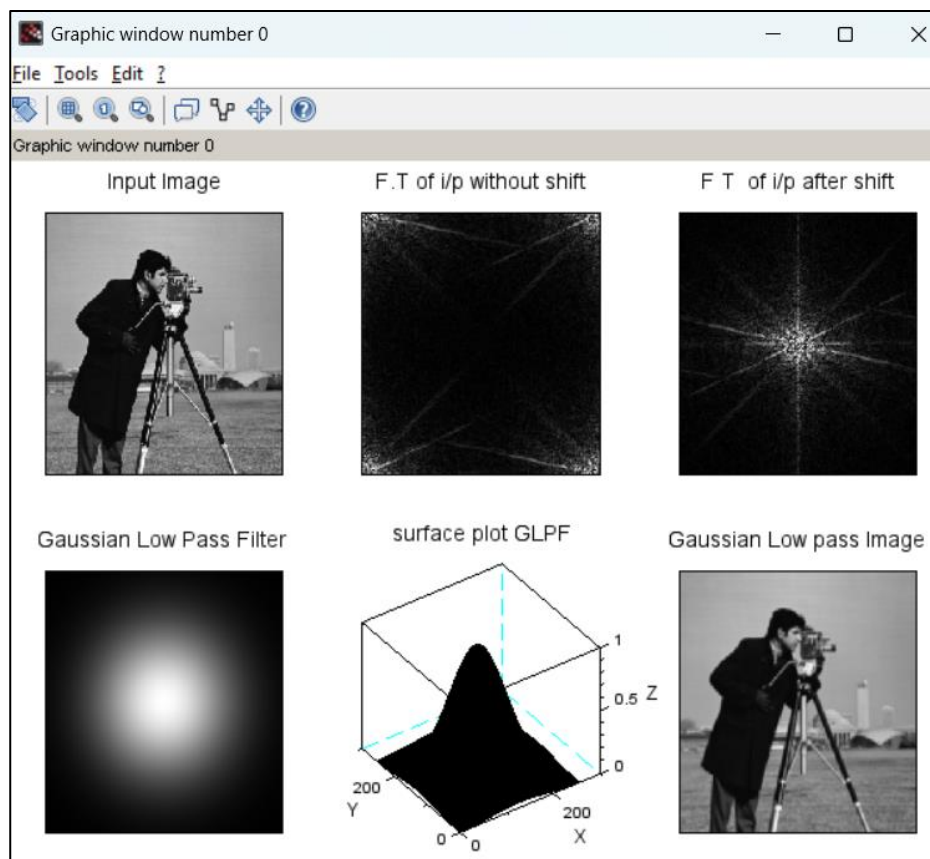 Graphic window number 0
File Tools Edit ?
Graphic window number 0
Input Image
F.T of i/p without shift
F T of i/p after shift
Gaussian Low Pass Filter
surface plot GLPF
Gaussian Low pass Image
1
0.5
Z
0
200
Y
0
0
200
X